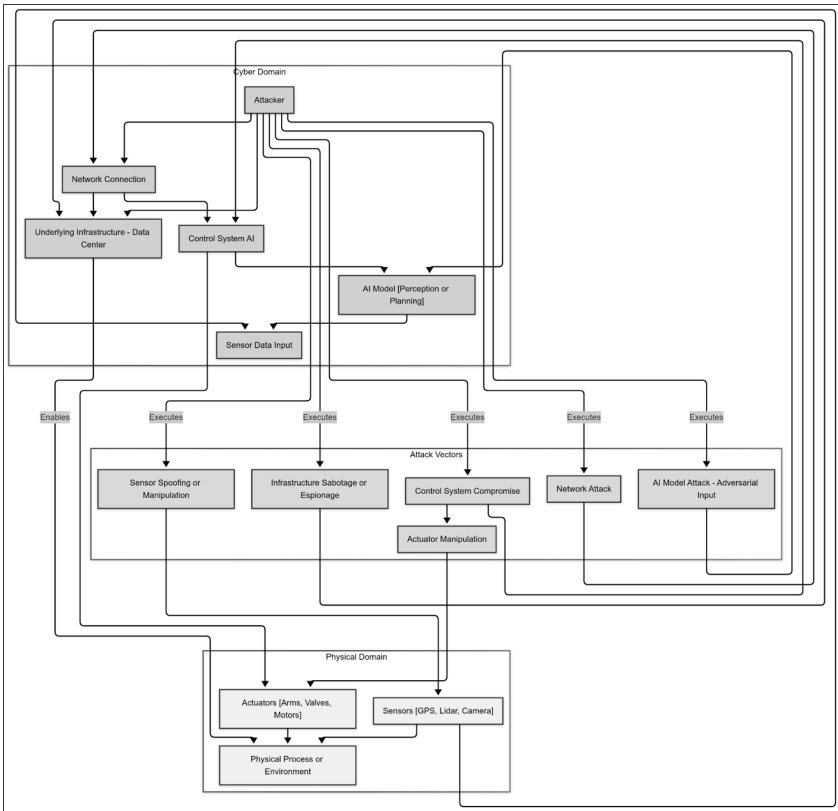 Cyber Domain
Attacker
Network Connection
Underlying Infrastructure - Data
Center
Control System AI
AI Model [Perception or
Planning]
Sensor Data Input
Enables
Executes
Executes
Executes
Executes
Executes
Attack Vectors
Sensor Spoofing or
Manipulation
Infrastructure Sabotage or
Espionage
Control System Compromise
Network Attack
AI Model Attack - Adversarial
Input
Actuator Manipulation
Physical Domain
Actuators [Arms, Valves,
Motors]
Sensors [GPS, Lidar, Camera]
Physical Process or
Environment